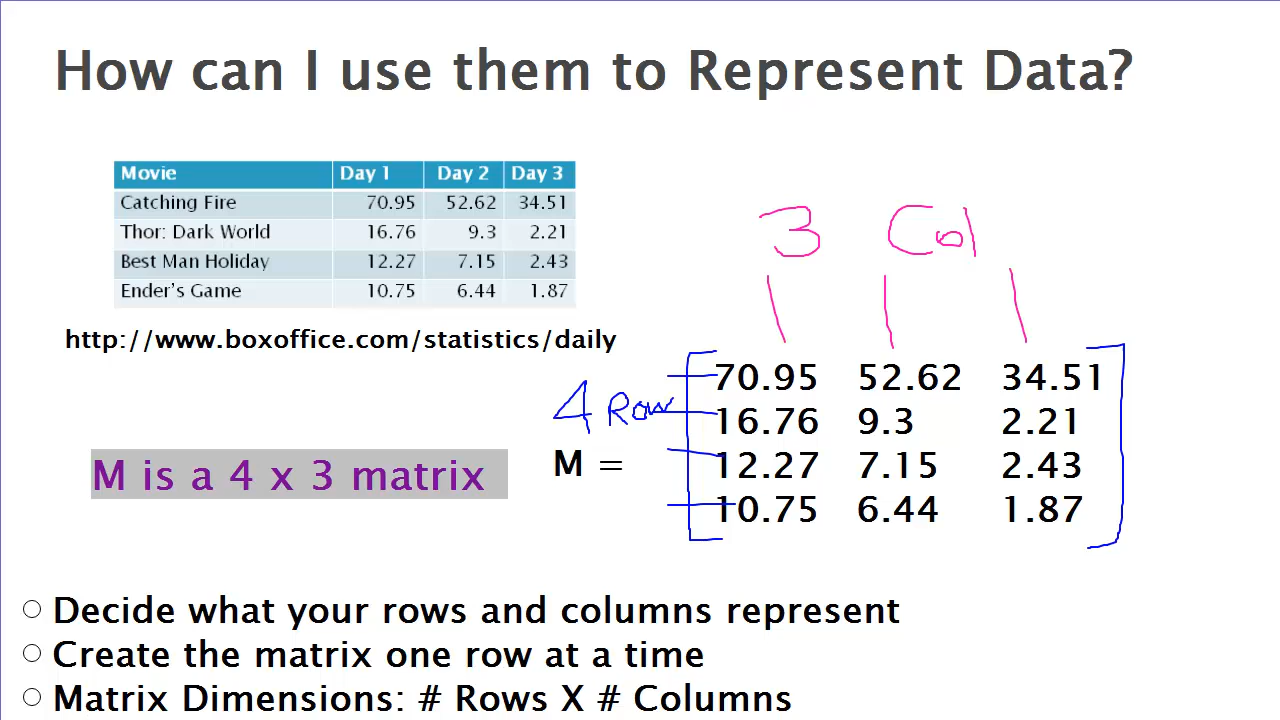 How can I use them to Represent Data?
Movie Day 1 Day 2 Day 3
Catching Fire 70.95 52.62 34.51
Thor: Dark World 16.76 9.3 2.21
Best Man Holiday 12.27 7.15 2.43
Ender's Game 10.75 6.44 1.87
http://www.boxoffice.com/statistics/daily
3 Col
4 Row
M =
70.95 52.62 34.51
16.76 9.3 2.21
12.27 7.15 2.43
10.75 6.44 1.87
M is a 4 x 3 matrix
Decide what your rows and columns represent
Create the matrix one row at a time
Matrix Dimensions: # Rows X # Columns